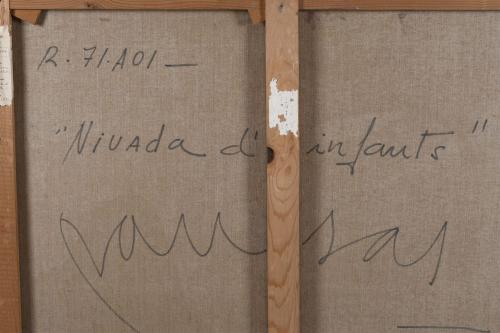 R.71.A01—
"Nivada d' infants"